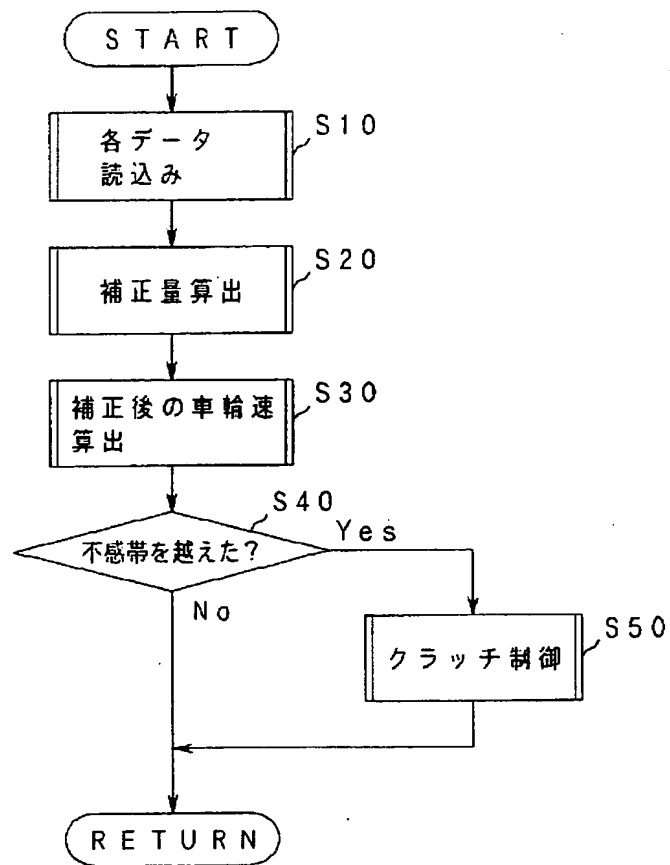 START
各データ
読込み
S10
補正量算出
S20
補正後の車輪速
算出
S30
不感帯を越えた？
S40
Yes
No
クラッチ制御
S50
RETURN